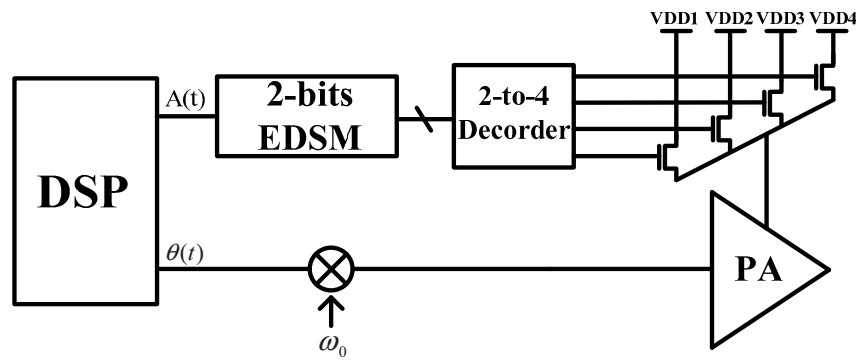 VDD1 VDD2 VDD3 VDD4
A(t)
2-bits
EDSM
2-to-4
Decorder
DSP
θ(t)
PA
ω₀